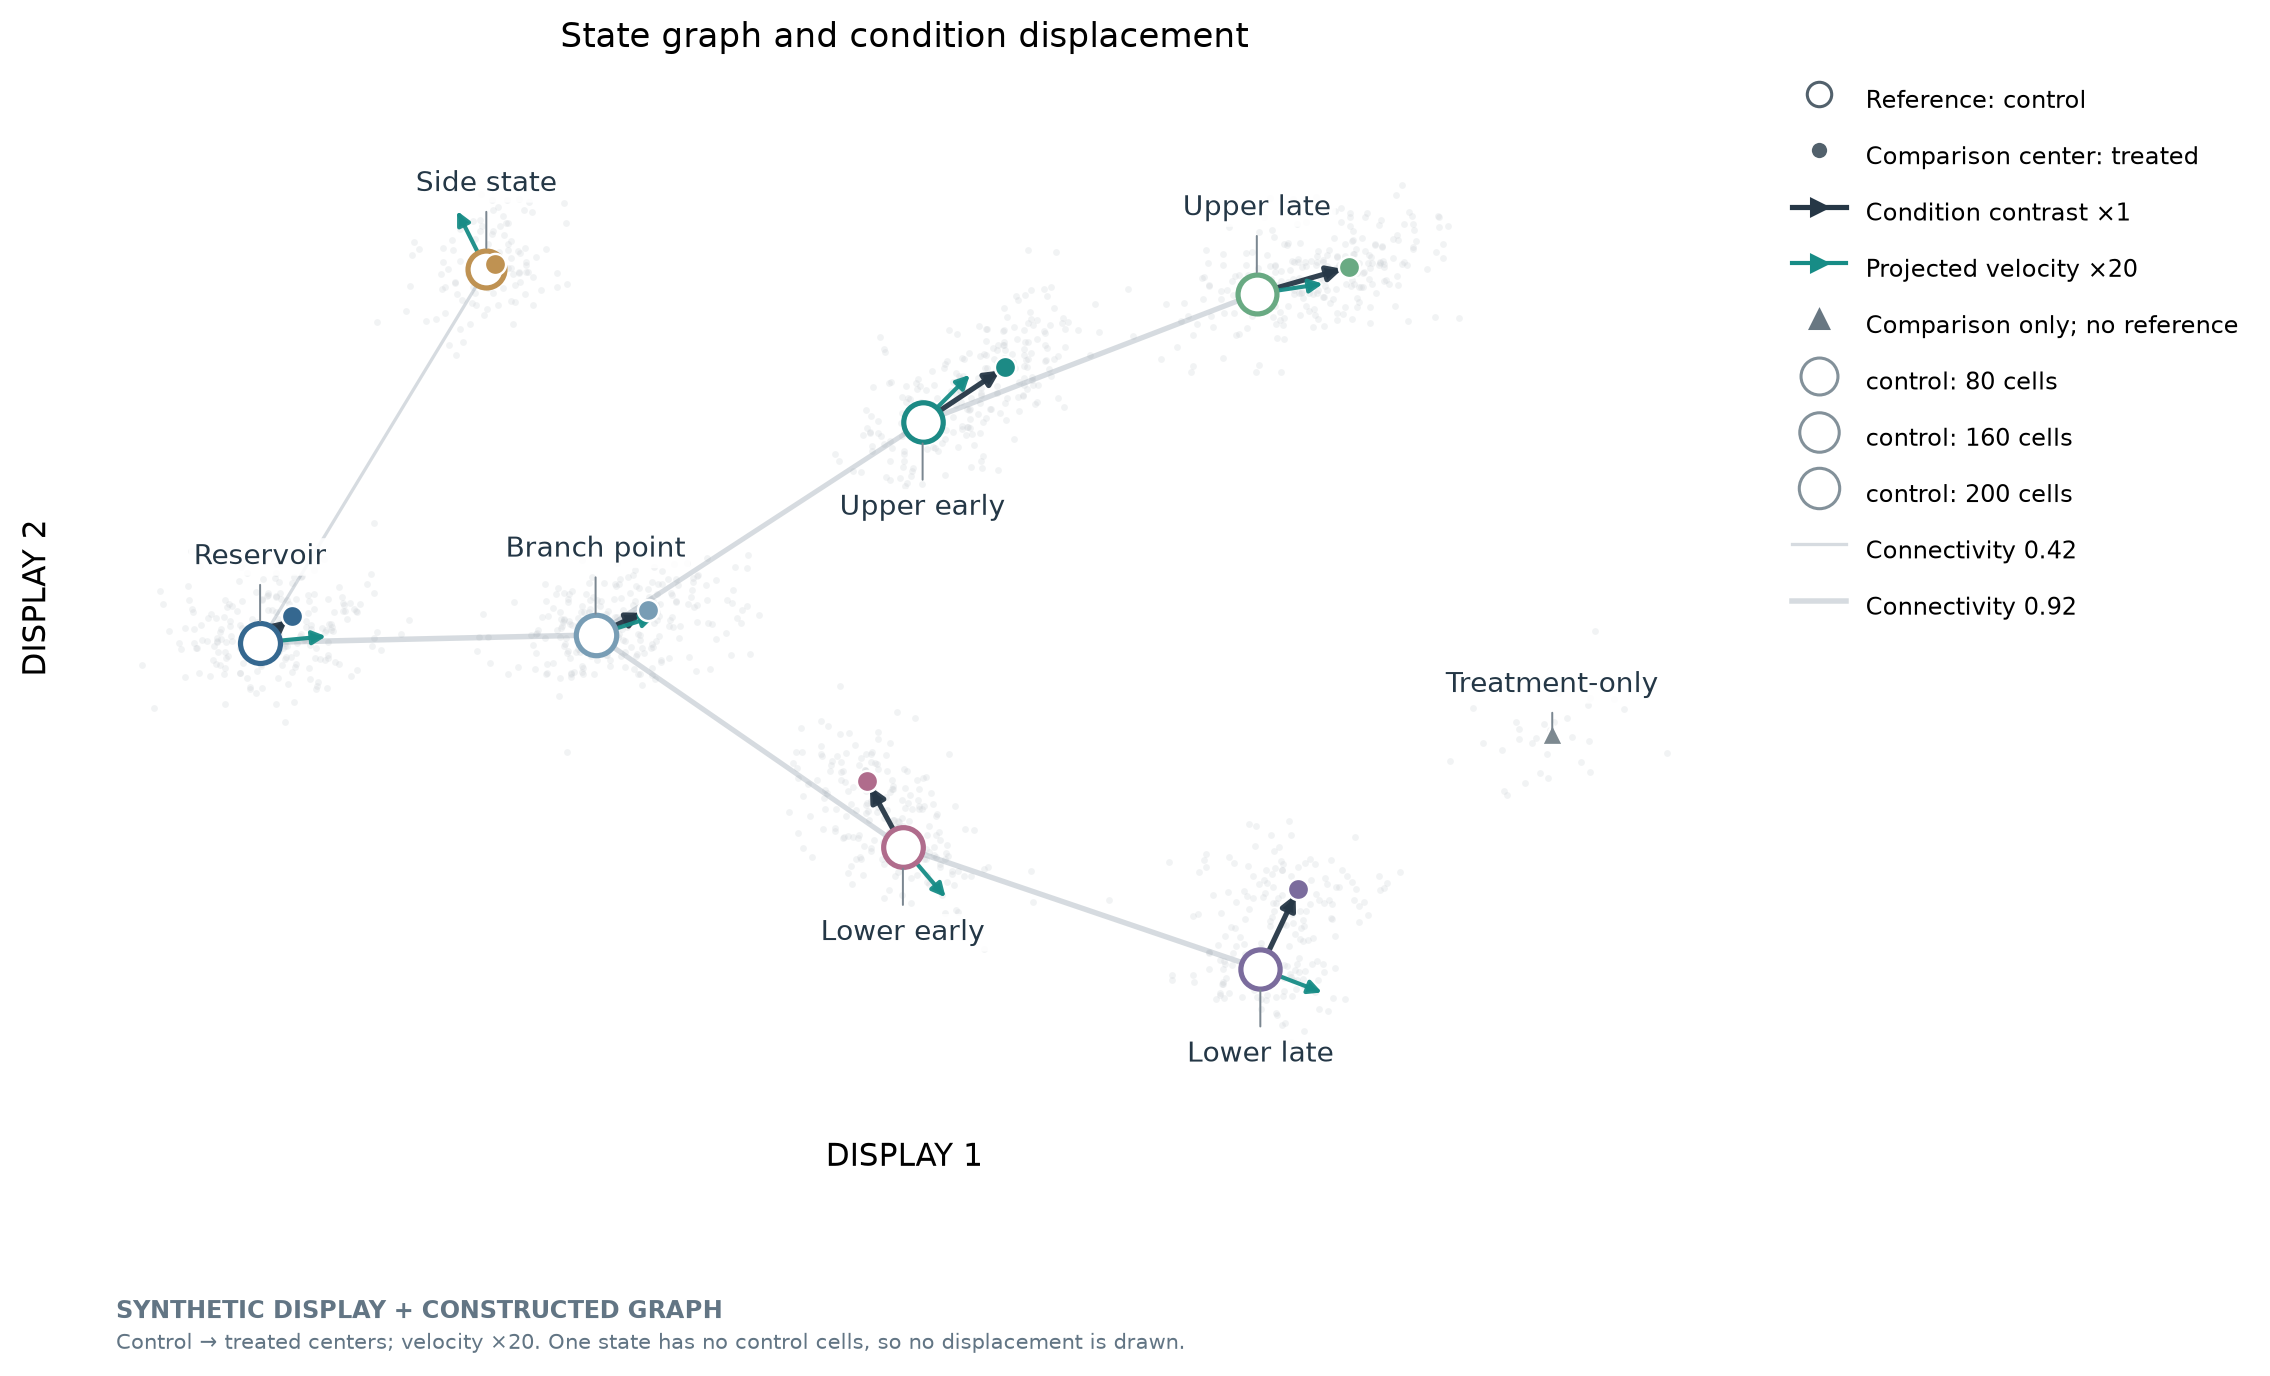 State graph and condition displacement
Reference: control
Comparison center: treated
Condition contrast ×1
Projected velocity ×20
Comparison only; no reference
control: 80 cells
control: 160 cells
control: 200 cells
Connectivity 0.42
Connectivity 0.92
Side state
Upper late
Upper early
Reservoir
Branch point
Treatment-only
Lower early
Lower late
DISPLAY 2
DISPLAY 1
SYNTHETIC DISPLAY + CONSTRUCTED GRAPH
Control → treated centers; velocity ×20. One state has no control cells, so no displacement is drawn.